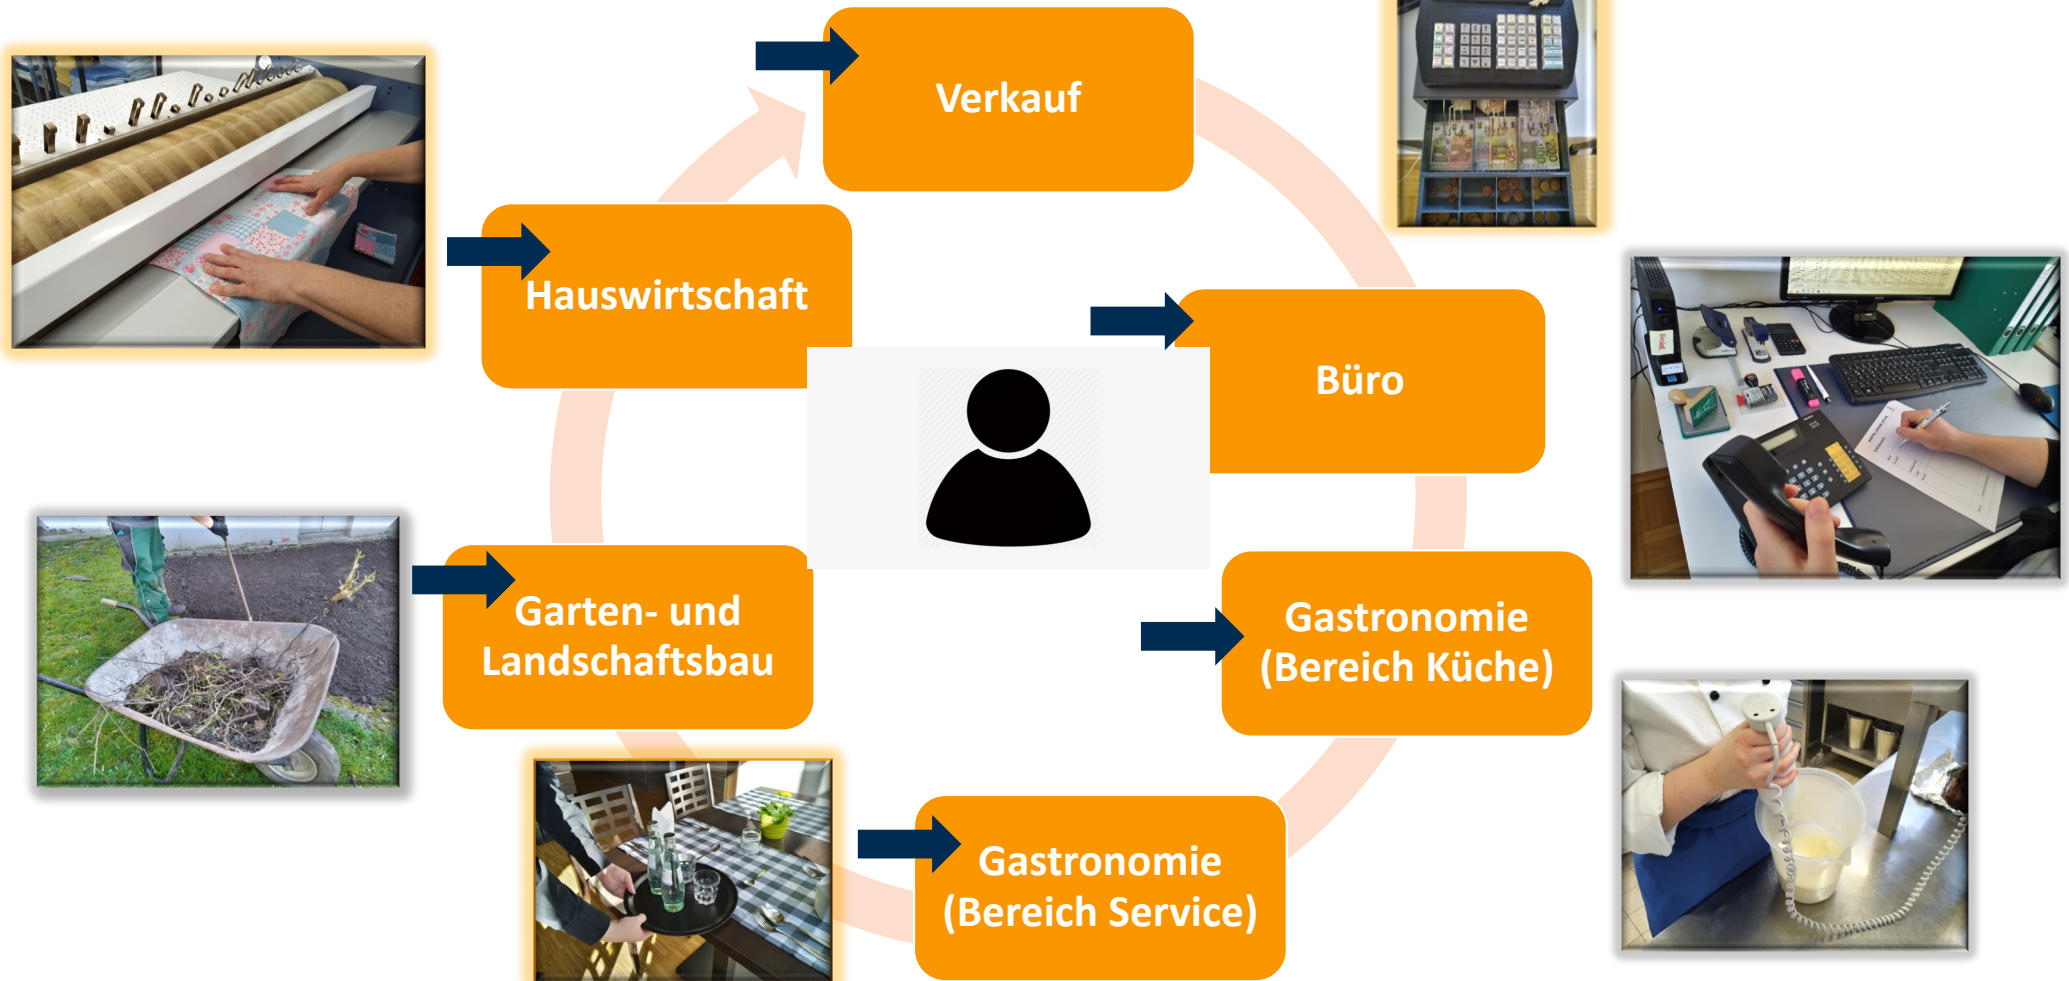 Verkauf
Hauswirtschaft
Büro
Garten- und
Landschaftsbau
Gastronomie
(Bereich Küche)
Gastronomie
(Bereich Service)